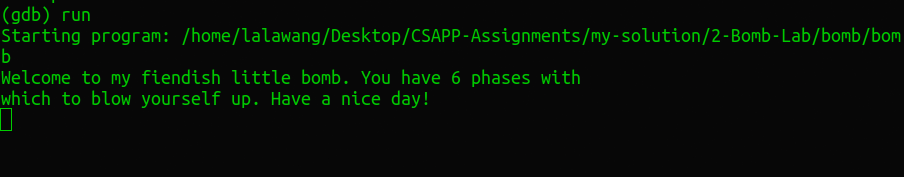 (gdb) run
Starting program: /home/lalawang/Desktop/CSAPP-Assignments/my-solution/2-Bomb-Lab/bomb/bom
b
Welcome to my fiendish little bomb. You have 6 phases with
which to blow yourself up. Have a nice day!